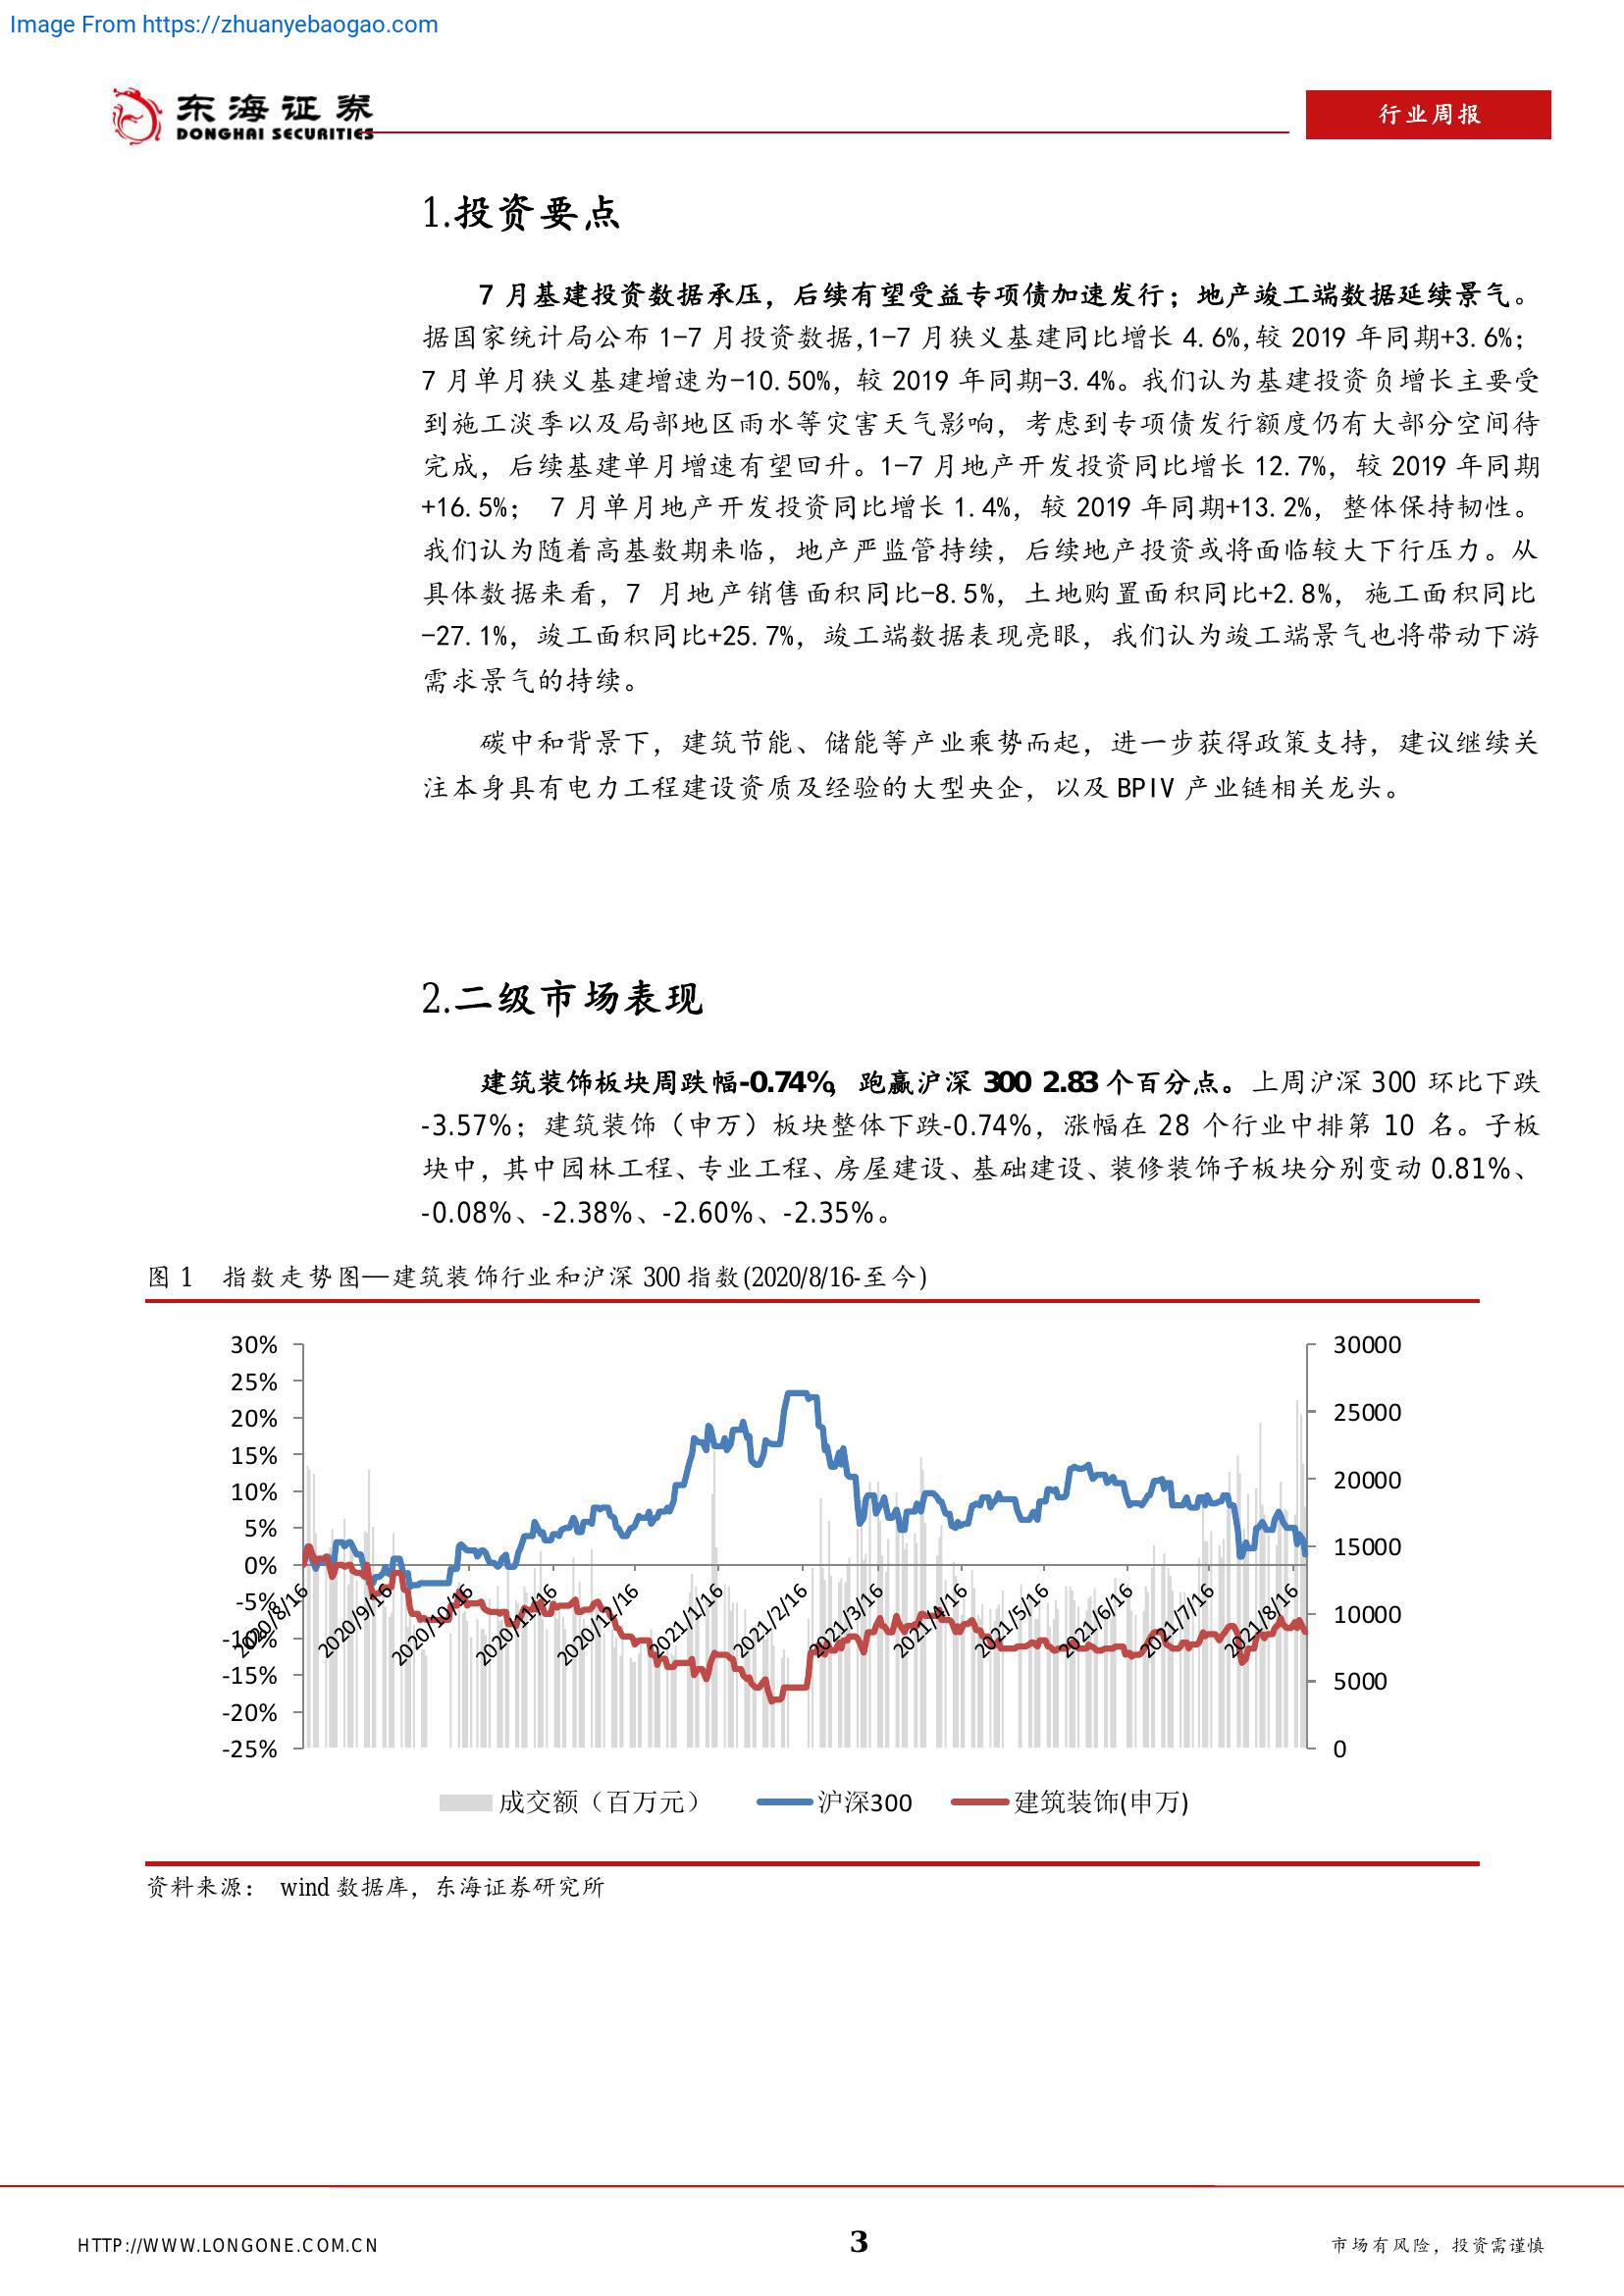 Image From https://zhuanyebaogao.com
东海证券
DONGHAI SECURITIES
行业周报
1.投资要点
7 月基建投资数据承压，后续有望受益专项债加速发行；地产竣工端数据延续景气。
据国家统计局公布 1-7 月投资数据,1-7 月狭义基建同比增长 4.6%,较 2019 年同期+3.6%；
7 月单月狭义基建增速为-10.50%，较 2019 年同期-3.4%。我们认为基建投资负增长主要受
到施工淡季以及局部地区雨水等灾害天气影响，考虑到专项债发行额度仍有大部分空间待
完成，后续基建单月增速有望回升。1-7 月地产开发投资同比增长 12.7%，较 2019 年同期
+16.5%； 7 月单月地产开发投资同比增长 1.4%，较 2019 年同期+13.2%，整体保持韧性。
我们认为随着高基数期来临，地产严监管持续，后续地产投资或将面临较大下行压力。从
具体数据来看，7 月地产销售面积同比-8.5%，土地购置面积同比+2.8%，施工面积同比
-27.1%，竣工面积同比+25.7%，竣工端数据表现亮眼，我们认为竣工端景气也将带动下游
需求景气的持续。
碳中和背景下，建筑节能、储能等产业乘势而起，进一步获得政策支持，建议继续关
注本身具有电力工程建设资质及经验的大型央企，以及 BPIV 产业链相关龙头。
2.二级市场表现
建筑装饰板块周跌幅-0.74%，跑赢沪深 300 2.83 个百分点。上周沪深 300 环比下跌
-3.57%；建筑装饰（申万）板块整体下跌-0.74%，涨幅在 28 个行业中排第 10 名。子板
块中，其中园林工程、专业工程、房屋建设、基础建设、装修装饰子板块分别变动 0.81%、
-0.08%、-2.38%、-2.60%、-2.35%。
图 1 指数走势图—建筑装饰行业和沪深 300 指数(2020/8/16-至今)
30%
25%
20%
15%
10%
5%
0%
-5%
-10%
-15%
-20%
-25%
30000
25000
20000
15000
10000
5000
0
2020/8/16
2020/9/16
2020/10/16
2020/11/16
2020/12/16
2021/1/16
2021/2/16
2021/3/16
2021/4/16
2021/5/16
2021/6/16
2021/7/16
2021/8/16
成交额（百万元） 沪深300 建筑装饰(申万)
资料来源： wind 数据库，东海证券研究所
HTTP://WWW.LONGONE.COM.CN
3
市场有风险，投资需谨慎